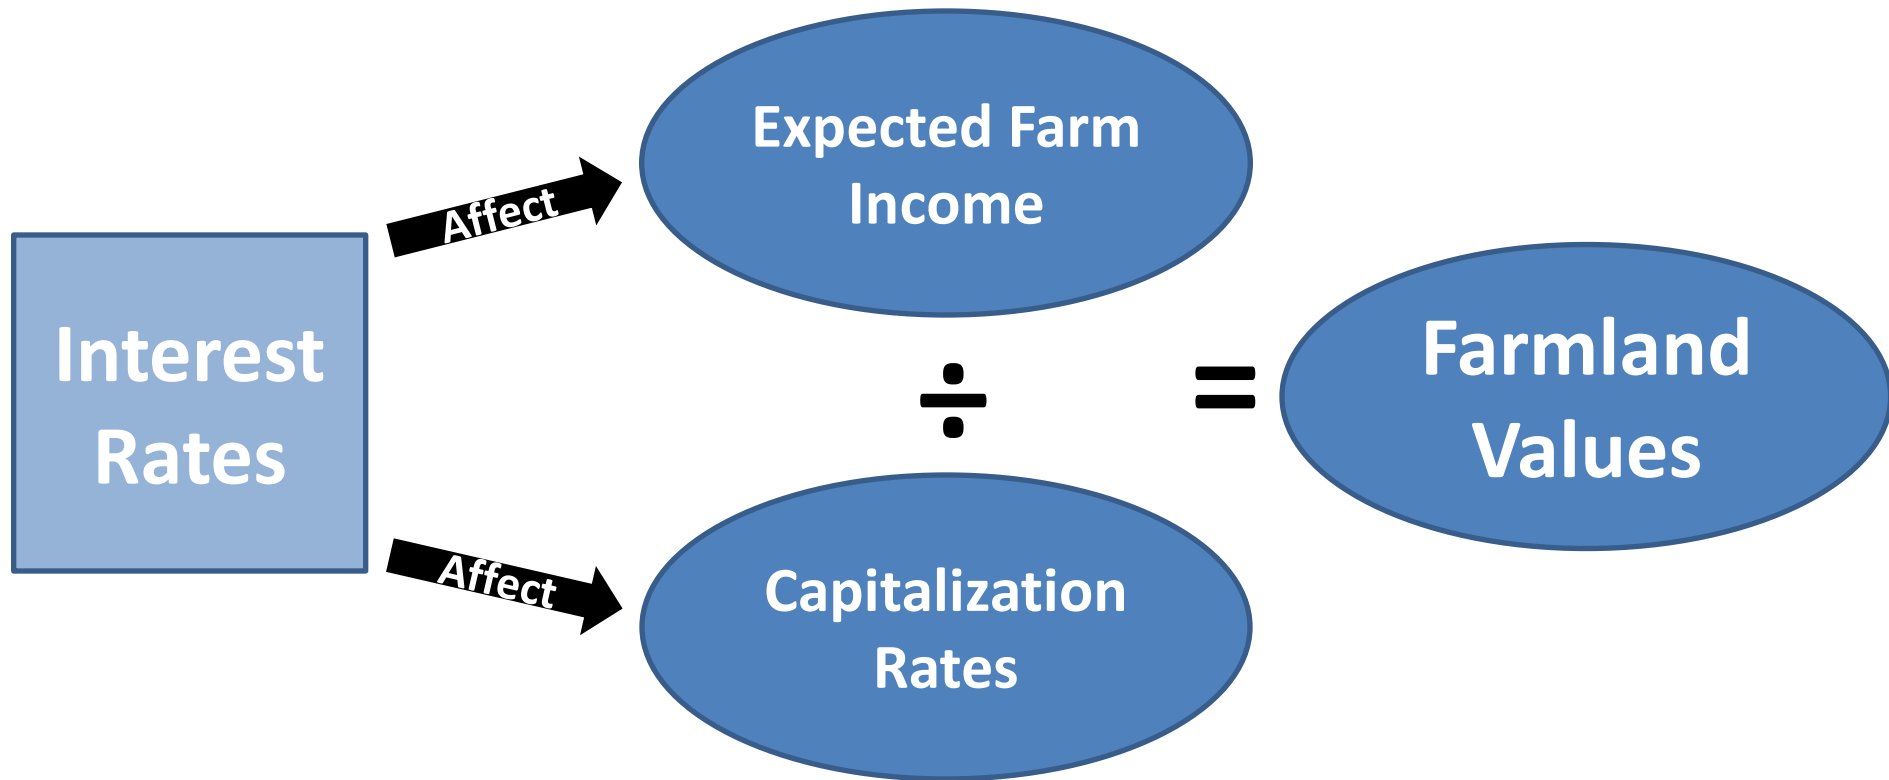 Interest
Rates
Affect
Affect
Expected Farm
Income
÷
Capitalization
Rates
=
Farmland
Values